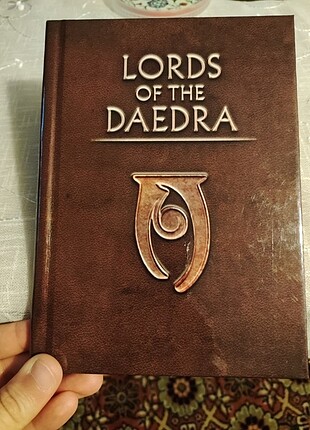 LORDS
OF THE
DAEDRA